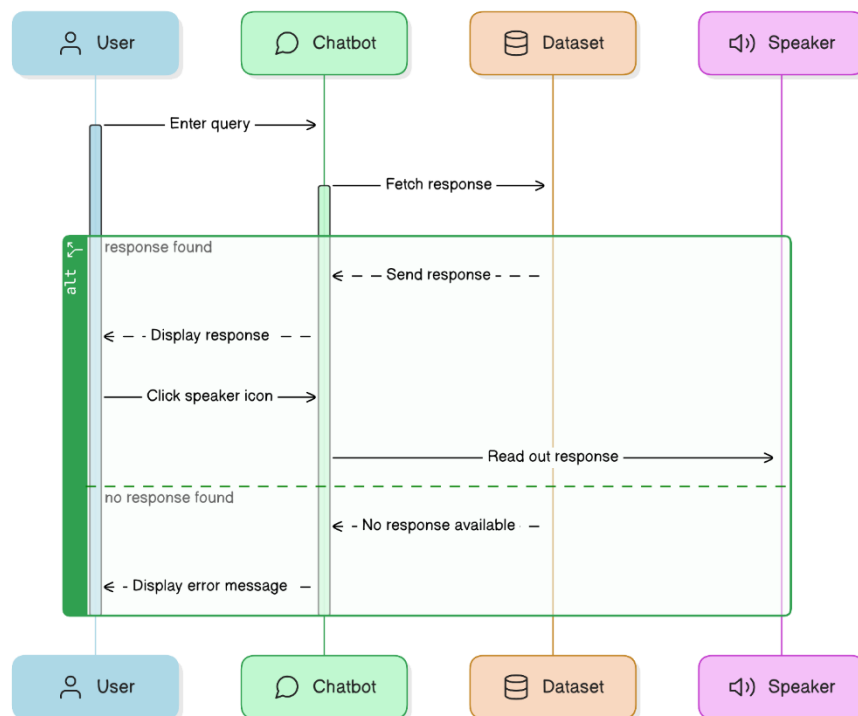 User
Chatbot
Dataset
Speaker
Enter query
Fetch response
alt
response found
Send response
Display response
Click speaker icon
Read out response
no response found
No response available
Display error message
User
Chatbot
Dataset
Speaker